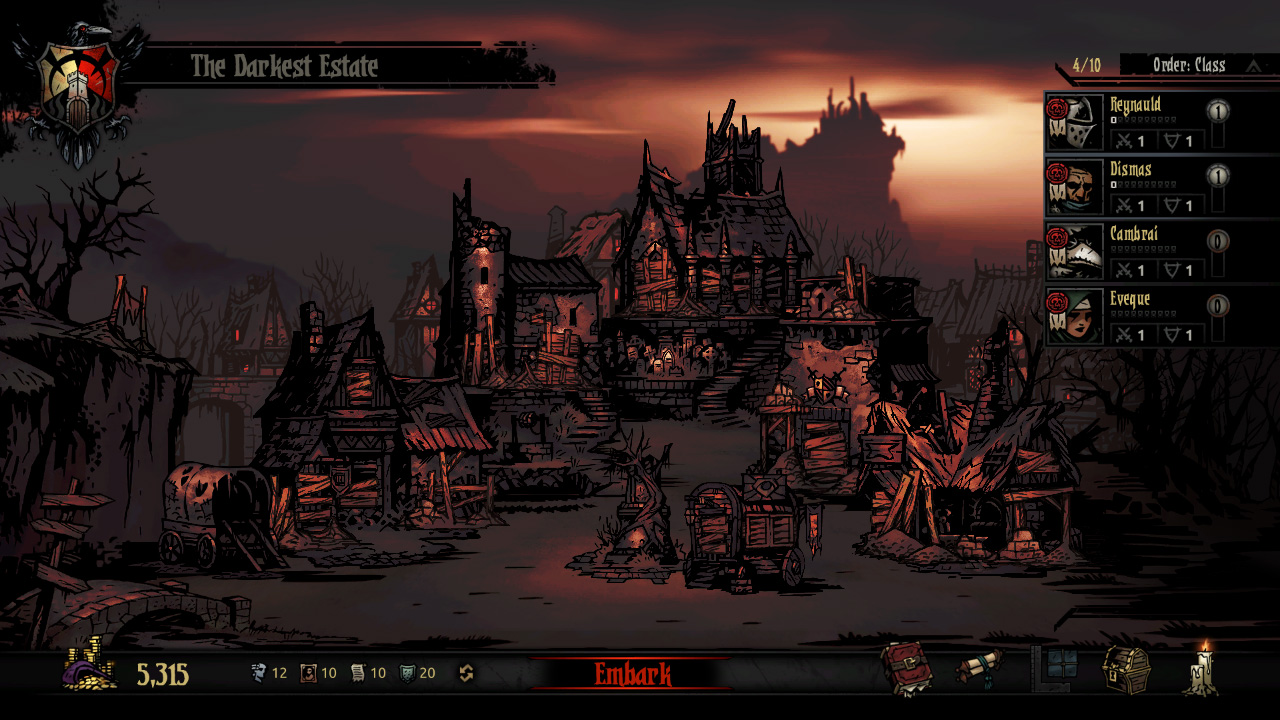 The Darkest Estate
4/10 Order: Class
Reynauld 1
1 1
Dismas 1
1 1
Cambrai 0
1 1
Eveque 0
1 1
5,315 12 10 10 20 Embark